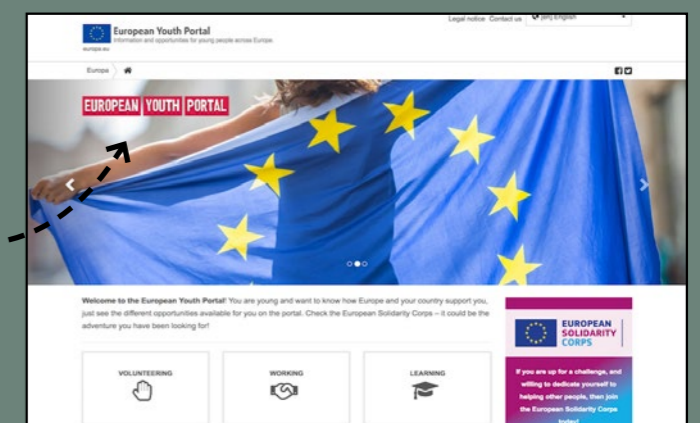 Legal notice Contact us [en] English
European Youth Portal
Information and opportunities for young people across Europe.
europa.eu
Europa
EUROPEAN YOUTH PORTAL
Welcome to the European Youth Portal! You are young and want to know how Europe and your country support you,
just see the different opportunities available for you on the portal. Check the European Solidarity Corps – it could be the
adventure you have been looking for!
EUROPEAN
SOLIDARITY
CORPS
VOLUNTEERING
WORKING
LEARNING
If you are up for a challenge, and
willing to dedicate yourself to
helping other people, then join
the European Solidarity Corps
today!